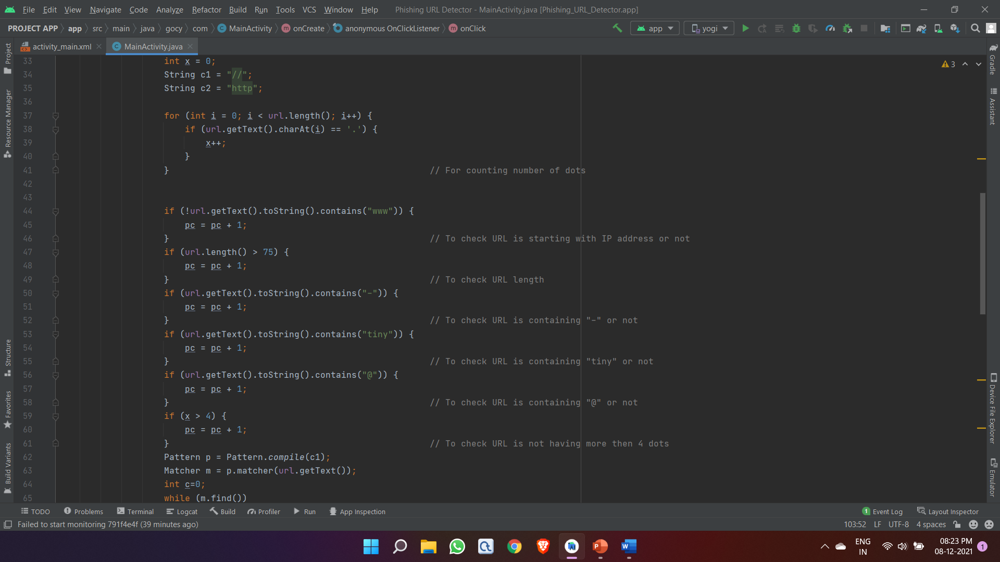 File Edit View Navigate Code Analyze Refactor Build Run Tools VCS Window Help Phishing URL Detector - MainActivity.java [Phishing_URL_Detector.app]
PROJECT APP app src main java gocy com MainActivity onCreate anonymous OnClickListener onClick app yogi
activity_main.xml MainActivity.java
Project
Resource Manager
Structure
Favorites
Build Variants
33 int x = 0;
34 String c1 = "//";
35 String c2 = "http";
36
37 for (int i = 0; i < url.length(); i++) {
38 if (url.getText().charAt(i) == '.') {
39 x++;
40 }
41 } // For counting number of dots
42
43
44 if (!url.getText().toString().contains("www")) {
45 pc = pc + 1;
46 } // To check URL is starting with IP address or not
47 if (url.length() > 75) {
48 pc = pc + 1;
49 } // To check URL length
50 if (url.getText().toString().contains("-")) {
51 pc = pc + 1;
52 } // To check URL is containing "-" or not
53 if (url.getText().toString().contains("tiny")) {
54 pc = pc + 1;
55 } // To check URL is containing "tiny" or not
56 if (url.getText().toString().contains("@")) {
57 pc = pc + 1;
58 } // To check URL is containing "@" or not
59 if (x > 4) {
60 pc = pc + 1;
61 } // To check URL is not having more then 4 dots
62 Pattern p = Pattern.compile(c1);
63 Matcher m = p.matcher(url.getText());
64 int c=0;
65 while (m.find())
3
Gradle
Assistant
Device File Explorer
Emulator
TODO Problems Terminal Logcat Build Profiler Run App Inspection 1 Event Log Layout Inspector
Failed to start monitoring 791f4e4f (39 minutes ago) 103:52 LF UTF-8 4 spaces
ENG
IN
08:23 PM
08-12-2021
1